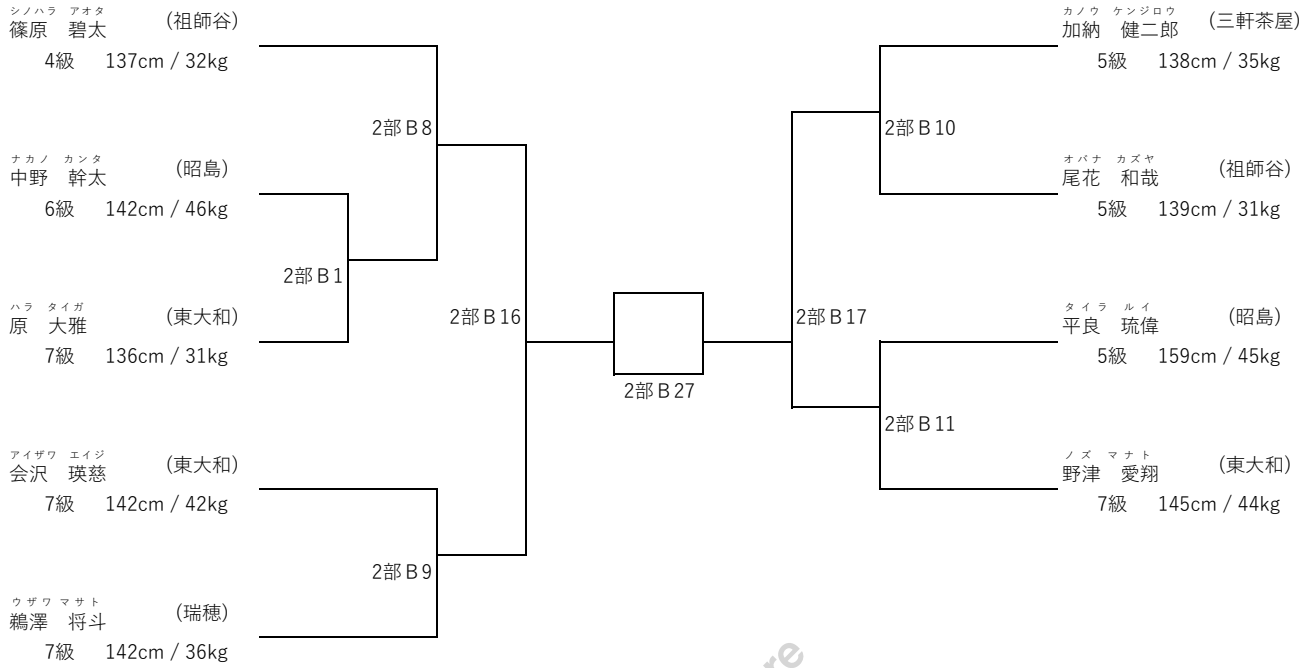 シノハラ アオタ
篠原 碧太 (祖師谷)
4級 137cm / 32kg
2部Ｂ8
ナカノ カンタ
中野 幹太 (昭島)
6級 142cm / 46kg
2部Ｂ1
ハラ タイガ
原 大雅 (東大和)
7級 136cm / 31kg
2部Ｂ16
アイザワ エイジ
会沢 瑛慈 (東大和)
7級 142cm / 42kg
2部Ｂ9
ウザワ マサト
鵜澤 将斗 (瑞穂)
7級 142cm / 36kg
2部Ｂ27
カノウ ケンジロウ
加納 健二郎 (三軒茶屋)
5級 138cm / 35kg
2部Ｂ10
オバナ カズヤ
尾花 和哉 (祖師谷)
5級 139cm / 31kg
2部Ｂ17
タイラ ルイ
平良 琉偉 (昭島)
5級 159cm / 45kg
2部Ｂ11
ノズ マナト
野津 愛翔 (東大和)
7級 145cm / 44kg